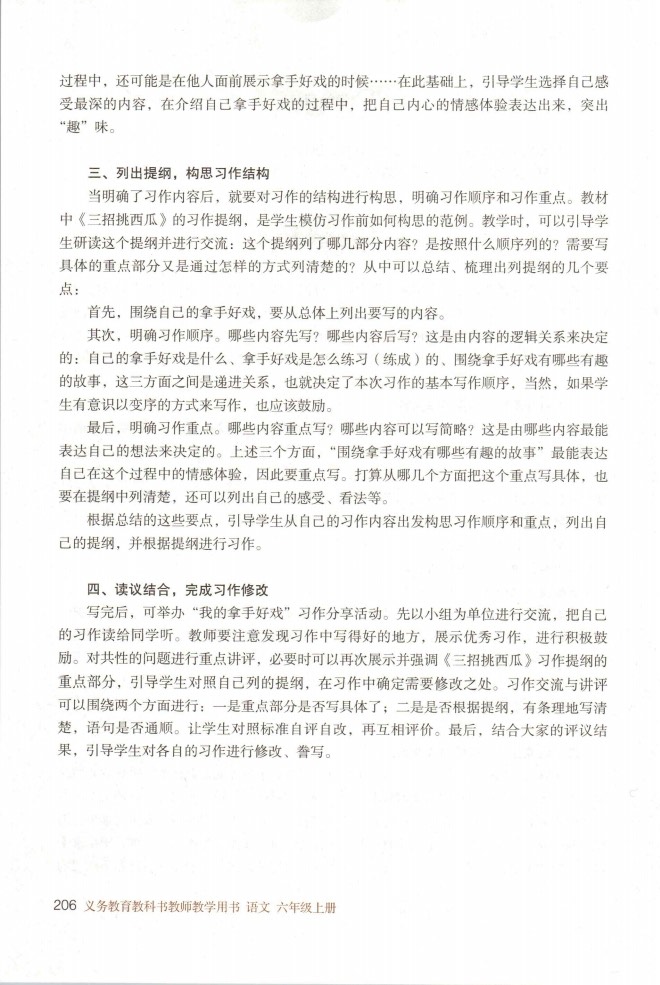 过程中，还可能是在他人面前展示拿手好戏的时候……在此基础上，引导学生选择自己感
受最深的内容，在介绍自己拿手好戏的过程中，把自己内心的情感体验表达出来，突出
“趣”味。
三、列出提纲，构思习作结构
当明确了习作内容后，就要对习作的结构进行构思，明确习作顺序和习作重点。教材
中《三招挑西瓜》的习作提纲，是学生模仿习作前如何构思的范例。教学时，可以引导学
生研读这个提纲并进行交流：这个提纲列了哪几部分内容？是按照什么顺序列的？需要写
具体的重点部分又是通过怎样的方式列清楚的？从中可以总结、梳理出列提纲的几个要
点：
首先，围绕自己的拿手好戏，要从总体上列出要写的内容。
其次，明确习作顺序。哪些内容先写？哪些内容后写？这是由内容的逻辑关系来决定
的：自己的拿手好戏是什么、拿手好戏是怎么练习（练成）的、围绕拿手好戏有哪些有趣
的故事，这三方面之间是递进关系，也就决定了本次习作的基本写作顺序，当然，如果学
生有意识以变序的方式来写作，也应该鼓励。
最后，明确习作重点。哪些内容重点写？哪些内容可以写简略？这是由哪些内容最能
表达自己的想法来决定的。上述三个方面，“围绕拿手好戏有哪些有趣的故事”最能表达
自己在这个过程中的情感体验，因此要重点写。打算从哪几个方面把这个重点写具体，也
要在提纲中列清楚，还可以列出自己的感受、看法等。
根据总结的这些要点，引导学生从自己的习作内容出发构思习作顺序和重点，列出自
己的提纲，并根据提纲进行习作。
四、读议结合，完成习作修改
写完后，可举办“我的拿手好戏”习作分享活动。先以小组为单位进行交流，把自己
的习作读给同学听。教师要注意发现习作中写得好的地方，展示优秀习作，进行积极鼓
励。对共性的问题进行重点讲评，必要时可以再次展示并强调《三招挑西瓜》习作提纲的
重点部分，引导学生对照自己列的提纲，在习作中确定需要修改之处。习作交流与讲评
可以围绕两个方面进行：一是重点部分是否写具体了；二是是否根据提纲，有条理地写清
楚，语句是否通顺。让学生对照标准自评自改，再互相评价。最后，结合大家的评议结
果，引导学生对各自的习作进行修改、誊写。
206 义务教育教科书教师教学用书 语文 六年级上册